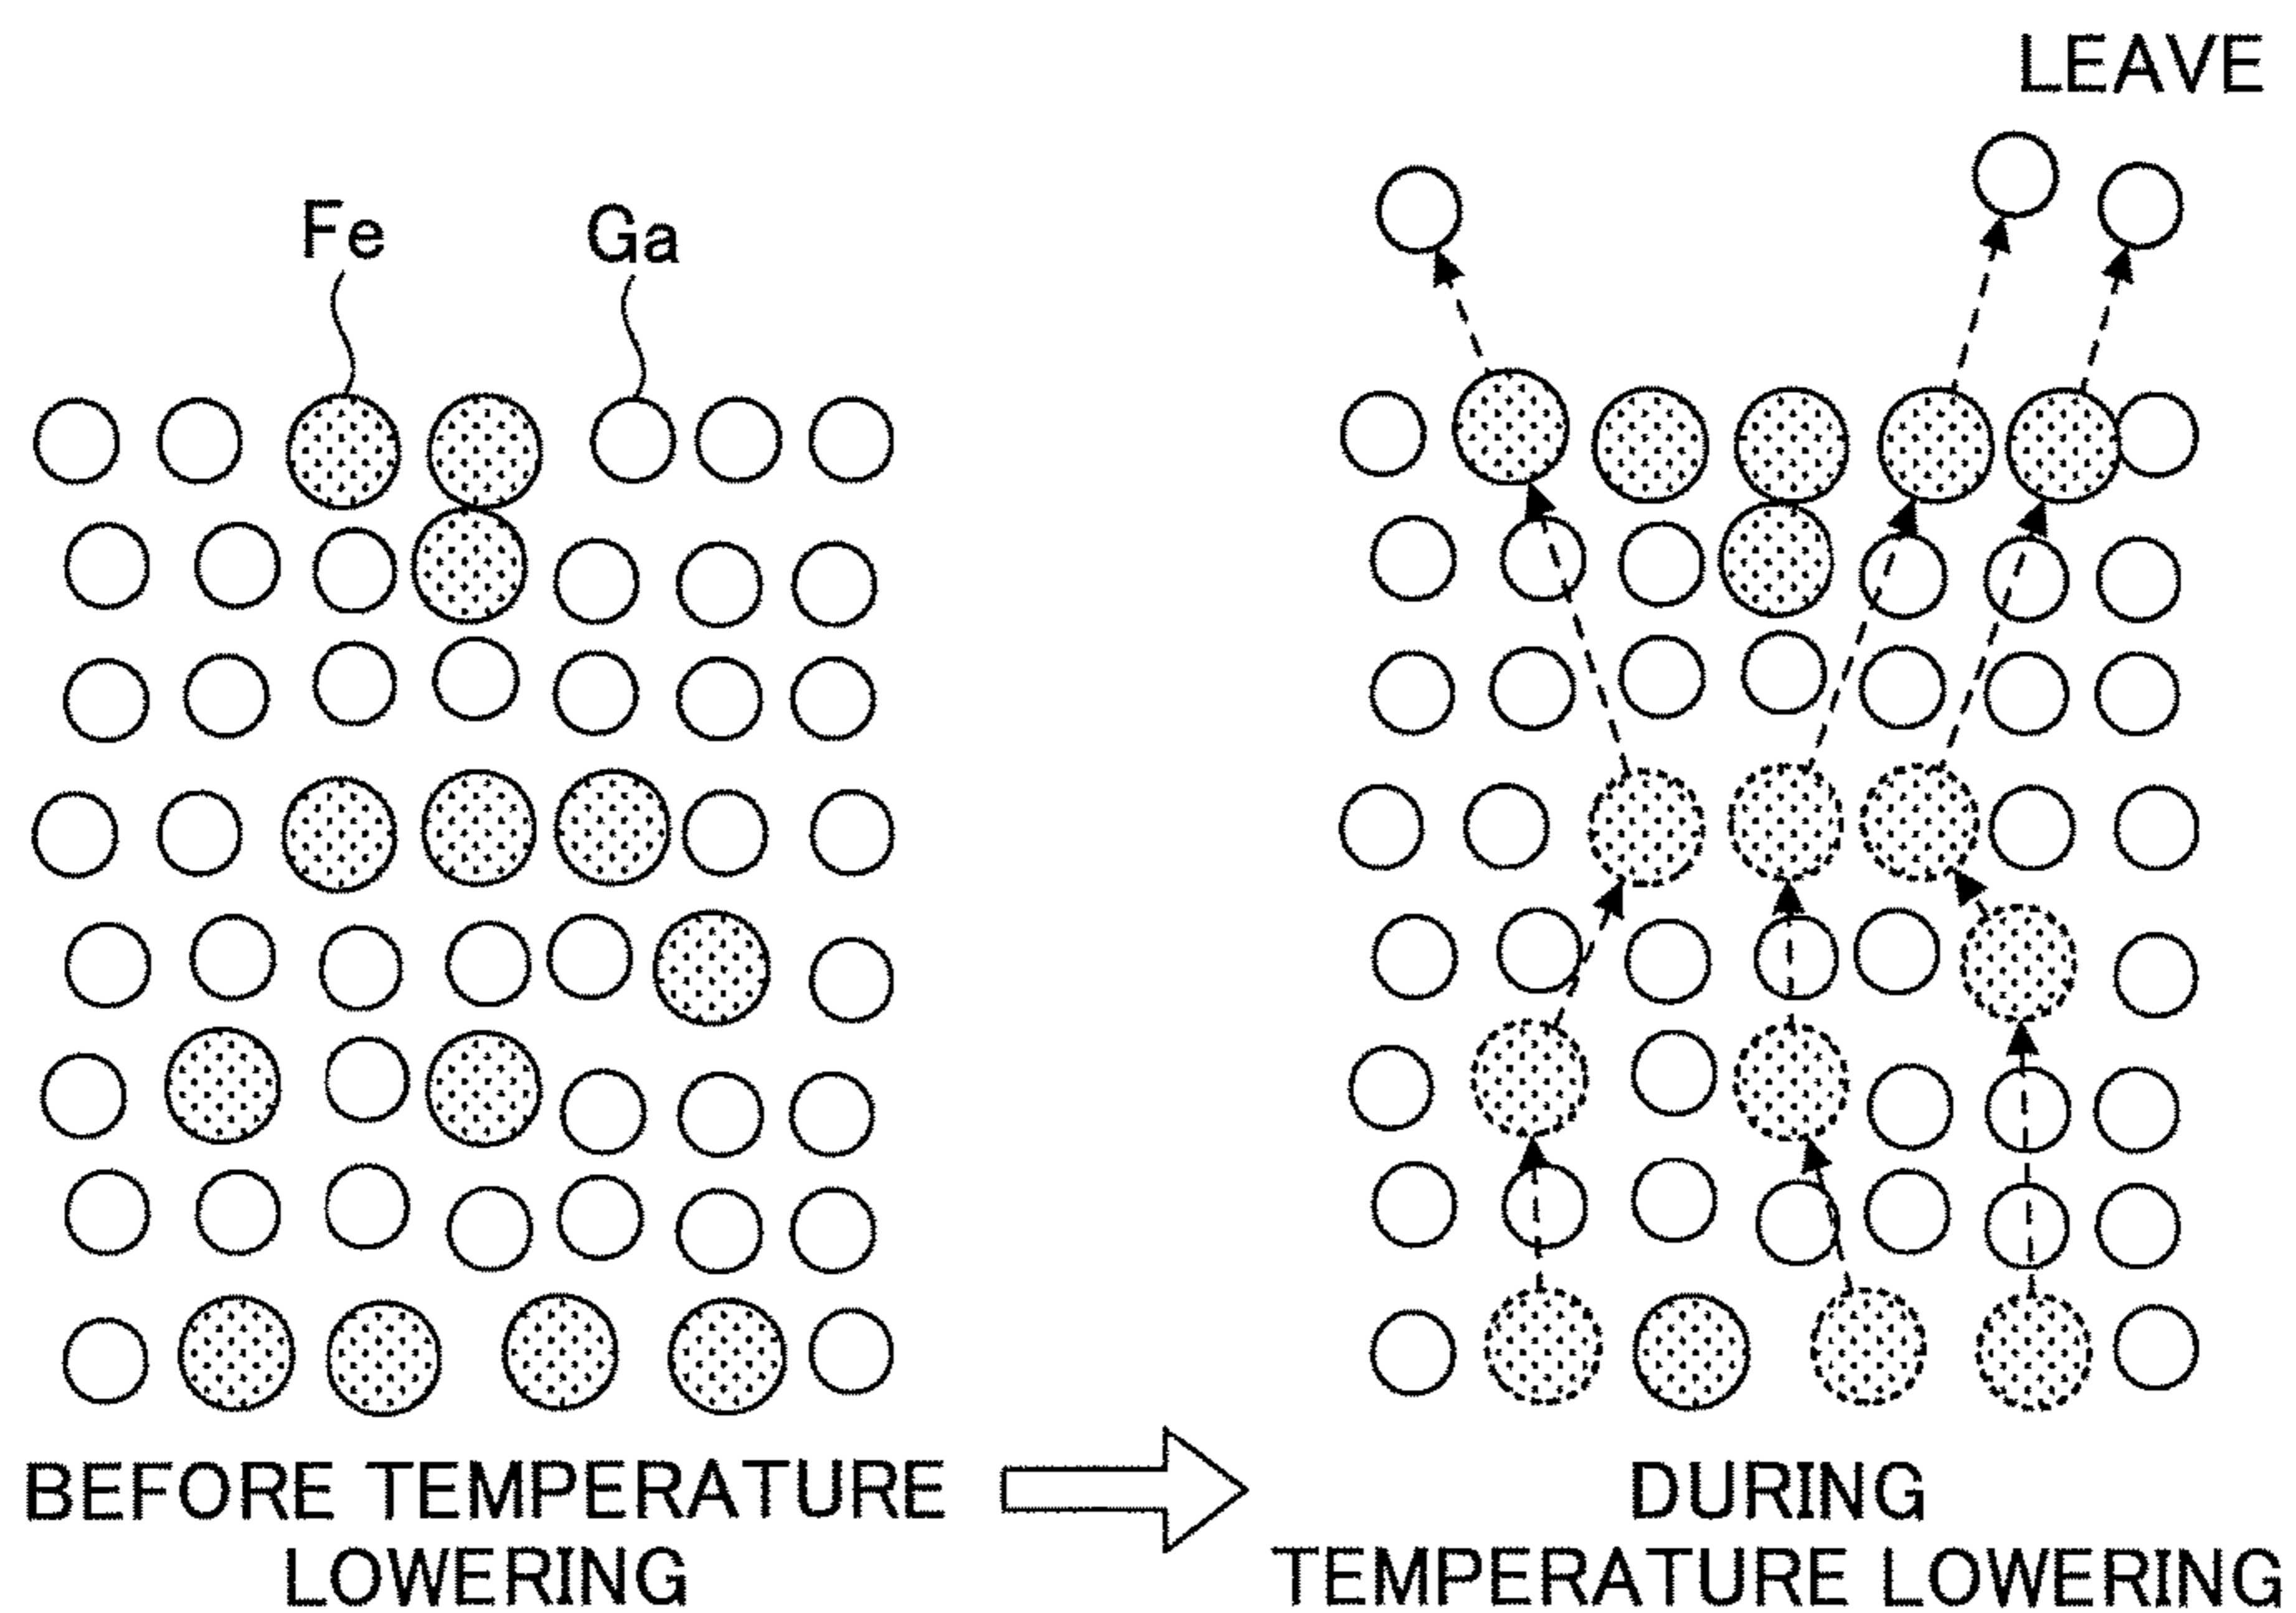 LEAVE
Fe
Ga
BEFORE TEMPERATURE
LOWERING
DURING
TEMPERATURE LOWERING